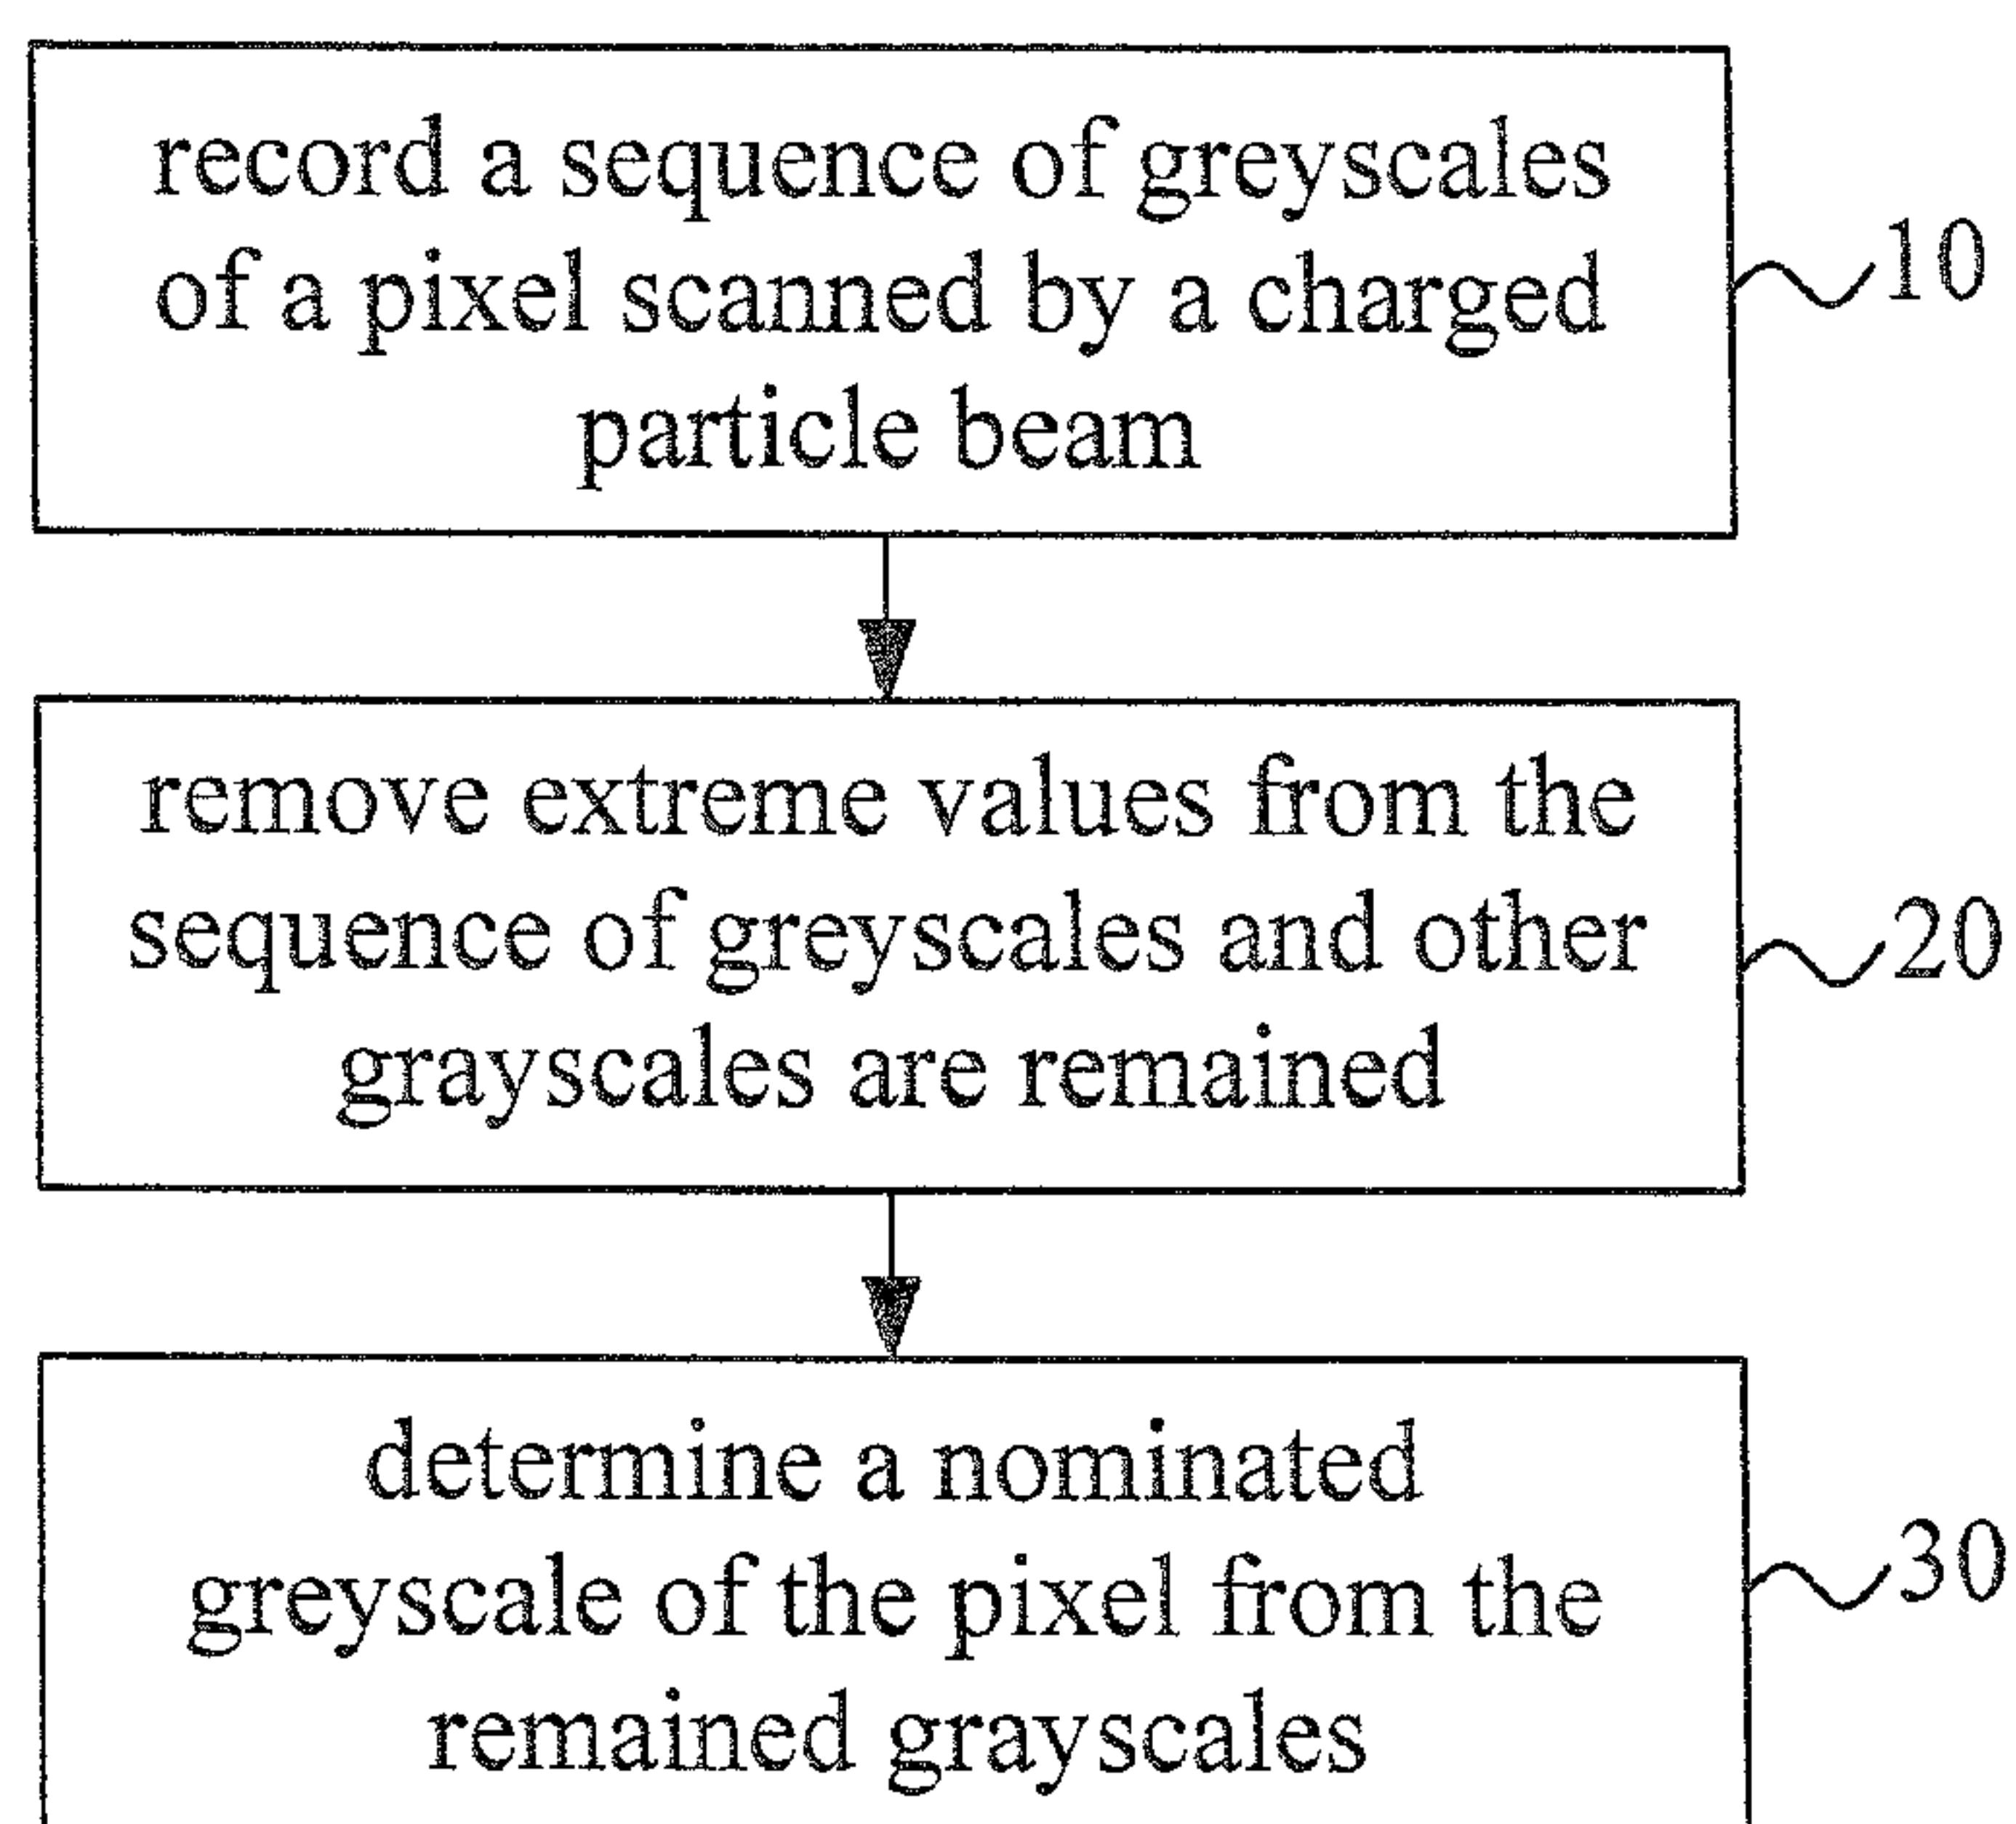 record a sequence of greyscales
of a pixel scanned by a charged
particle beam
10
remove extreme values from the
sequence of greyscales and other
grayscales are remained
20
determine a nominated
greyscale of the pixel from the
remained grayscales
30